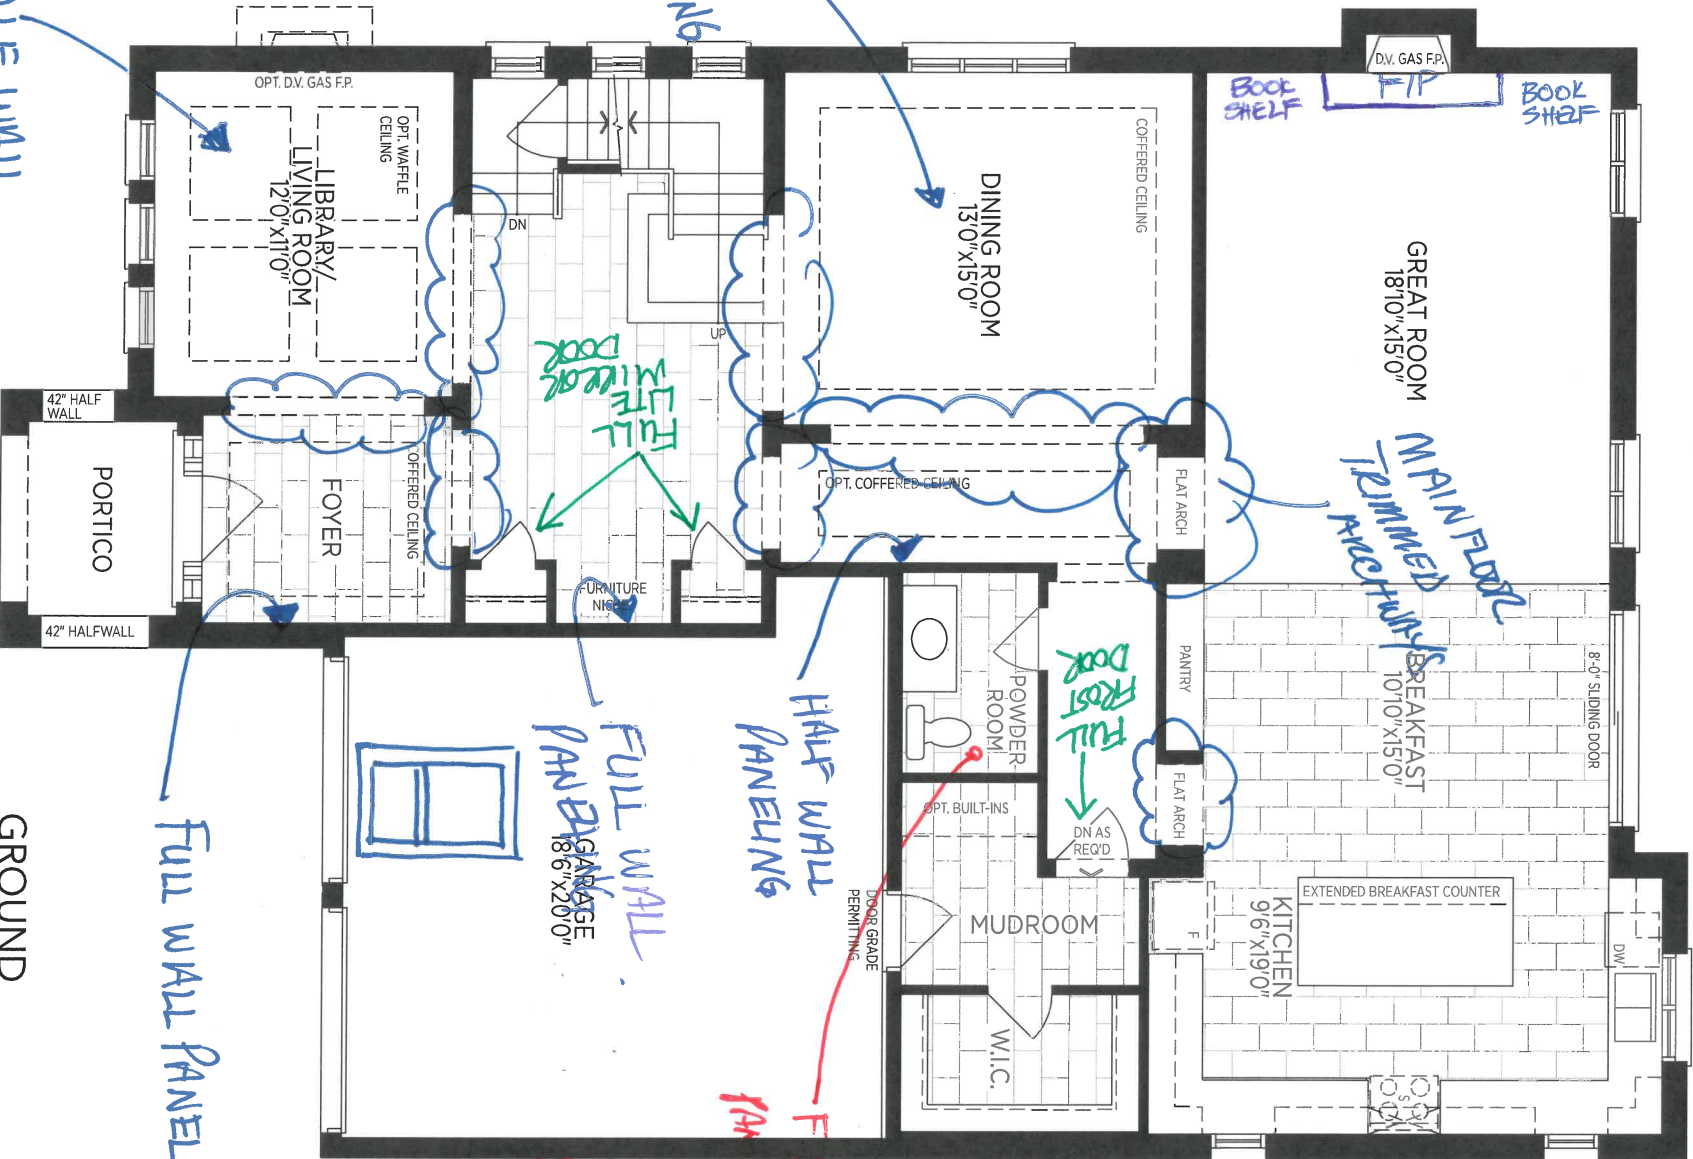 OPT. D.V. GAS F.P.
OPT. WAFFLE
CEILING
LIBRARY/
LIVING ROOM
12'0"x11'0"
DN
UP
COFFERED CEILING
DINING ROOM
13'0"x15'0"
D.V. GAS F.P.
F/P
BOOK
SHELF
BOOK
SHELF
GREAT ROOM
18'10"x15'0"
MAIN FLOOR
TRIMMED
ARCHWAYS
FULL
LITE
MIRROR
DOOR
42" HALF
WALL
PORTICO
42" HALFWALL
FOYER
COFFERED CEILING
FURNITURE
OPT. COFFERED CEILING
FLAT ARCH
PANTRY
FLAT ARCH
BREAKFAST
10'10"x15'0"
8'-0" SLIDING DOOR
POWDER
ROOM
FULL
FROST
DOOR
DN AS
REQ'D
OPT. BUILT-INS
HALF WALL
PANELING
FULL WALL
PANELING
GARAGE
18'6"x20'0"
DOOR GRADE
PERMITTING
MUDROOM
W.I.C.
EXTENDED BREAKFAST COUNTER
KITCHEN
9'6"x19'0"
F
DW
S
FULL WALL PANEL
GROUND